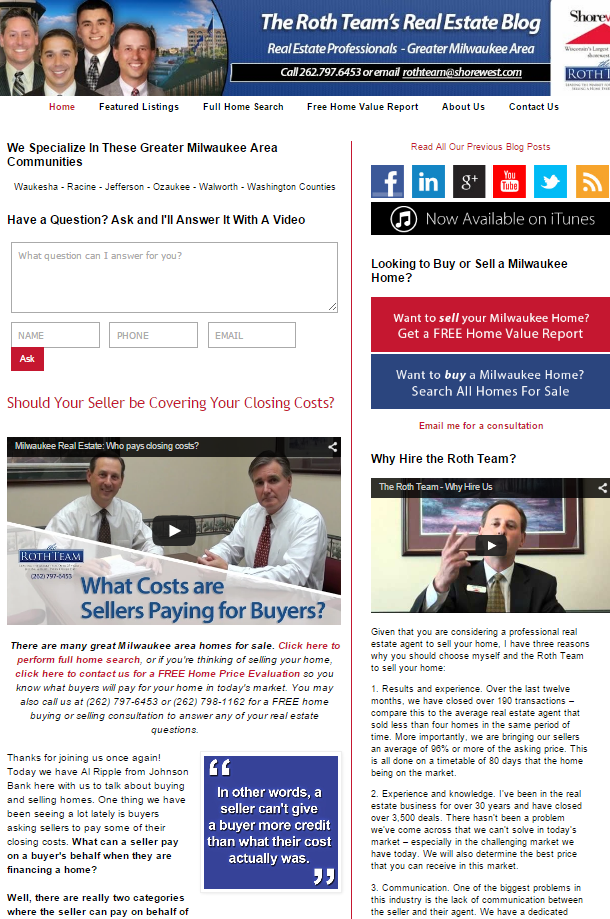 The Roth Team's Real Estate Blog
Real Estate Professionals - Greater Milwaukee Area
Call 262.797.6453 or email rothteam@shorewest.com
Shorew
Wisconsin's Largest
ROTH
Home Featured Listings Full Home Search Free Home Value Report About Us Contact Us
We Specialize In These Greater Milwaukee Area
Communities
Waukesha - Racine - Jefferson - Ozaukee - Walworth - Washington Counties
Have a Question? Ask and I'll Answer It With A Video
What question can I answer for you?
NAME PHONE EMAIL
Ask
Should Your Seller be Covering Your Closing Costs?
Milwaukee Real Estate: Who pays closing costs?
the
ROTH TEAM
(262) 797-6453
What Costs are
Sellers Paying for Buyers?
There are many great Milwaukee area homes for sale. Click here to
perform full home search, or if you're thinking of selling your home,
click here to contact us for a FREE Home Price Evaluation so you
know what buyers will pay for your home in today's market. You may
also call us at (262) 797-6453 or (262) 798-1162 for a FREE home
buying or selling consultation to answer any of your real estate
questions.
Thanks for joining us once again!
Today we have Al Ripple from Johnson
Bank here with us to talk about buying
and selling homes. One thing we have
been seeing a lot lately is buyers
asking sellers to pay some of their
closing costs. What can a seller pay
on a buyer's behalf when they are
financing a home?
Well, there are really two categories
where the seller can pay on behalf of
“
In other words, a
seller can't give
a buyer more credit
than what their cost
actually was.
”
Read All Our Previous Blog Posts
f in g+ You Tube
Now Available on iTunes
Looking to Buy or Sell a Milwaukee
Home?
Want to sell your Milwaukee Home?
Get a FREE Home Value Report
Want to buy a Milwaukee Home?
Search All Homes For Sale
Email me for a consultation
Why Hire the Roth Team?
The Roth Team - Why Hire Us
Given that you are considering a professional real
estate agent to sell your home, I have three reasons
why you should choose myself and the Roth Team
to sell your home:
1. Results and experience. Over the last twelve
months, we have closed over 190 transactions –
compare this to the average real estate agent that
sold less than four homes in the same period of
time. More importantly, we are bringing our sellers
an average of 96% or more of the asking price. This
is all done on a timetable of 80 days that the home
being on the market.
2. Experience and knowledge. I've been in the real
estate business for over 30 years and have closed
over 3,500 deals. There hasn't been a problem
we've come across that we can't solve in today's
market – especially in the challenging market we
have today. We will also determine the best price
that you can receive in this market.
3. Communication. One of the biggest problems in
this industry is the lack of communication between
the seller and their agent. We have a dedicated